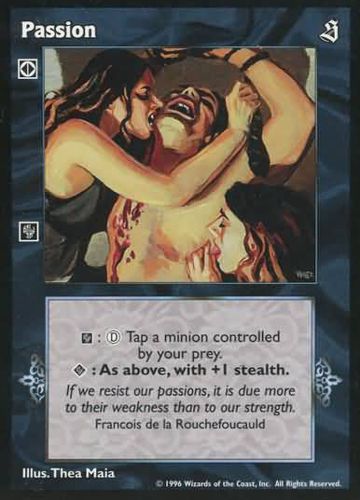 Passion
: D Tap a minion controlled
by your prey.
: As above, with +1 stealth.
If we resist our passions, it is due more
to their weakness than to our strength.
Francois de la Rouchefoucauld
Illus. Thea Maia
© 1996 Wizards of the Coast, Inc. All Rights Reserved.